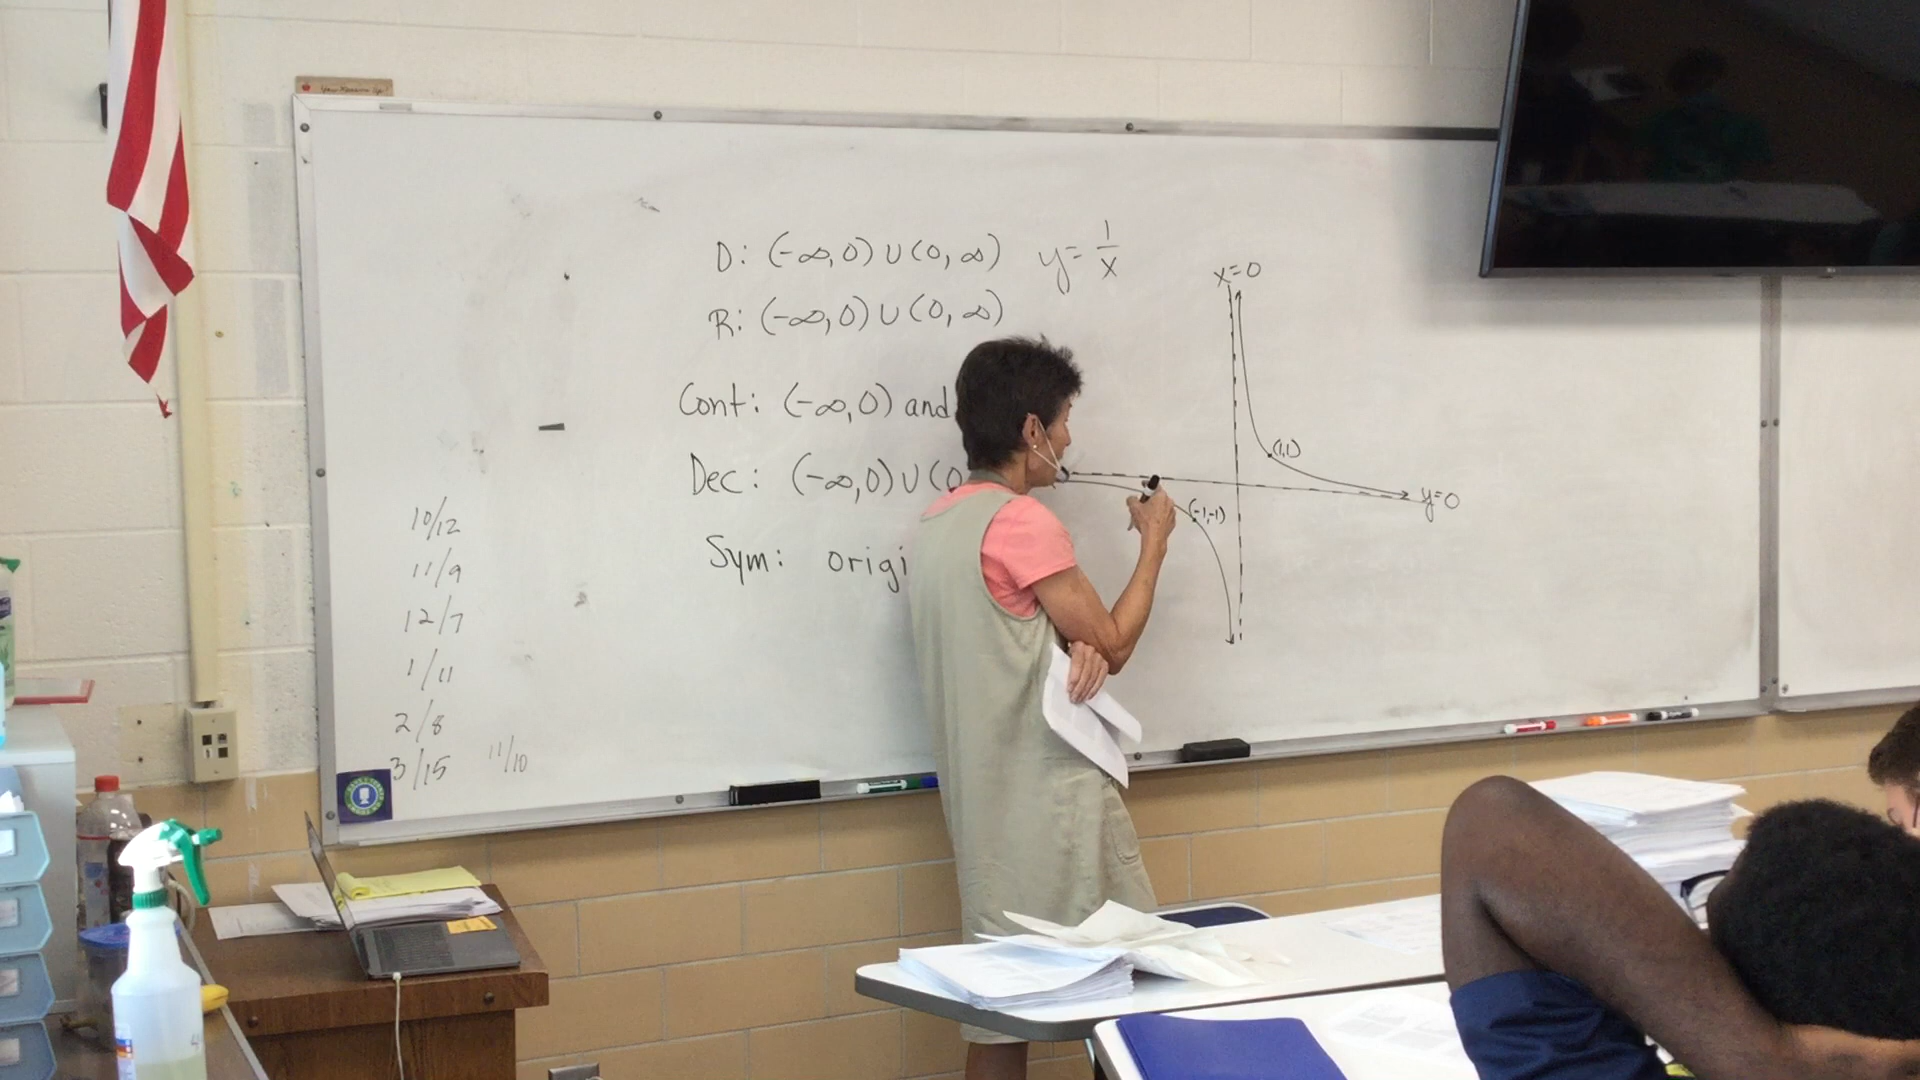 D: (-∞,0) ∪ (0, ∞)
y = 1/x
R: (-∞,0) ∪ (0, ∞)
Cont: (-∞,0) and
Dec: (-∞,0) ∪ (0
Sym: origi
x=0
(1,1)
y=0
(-1,-1)
10/12
11/9
12/7
1/11
2/8
3/15
11/10